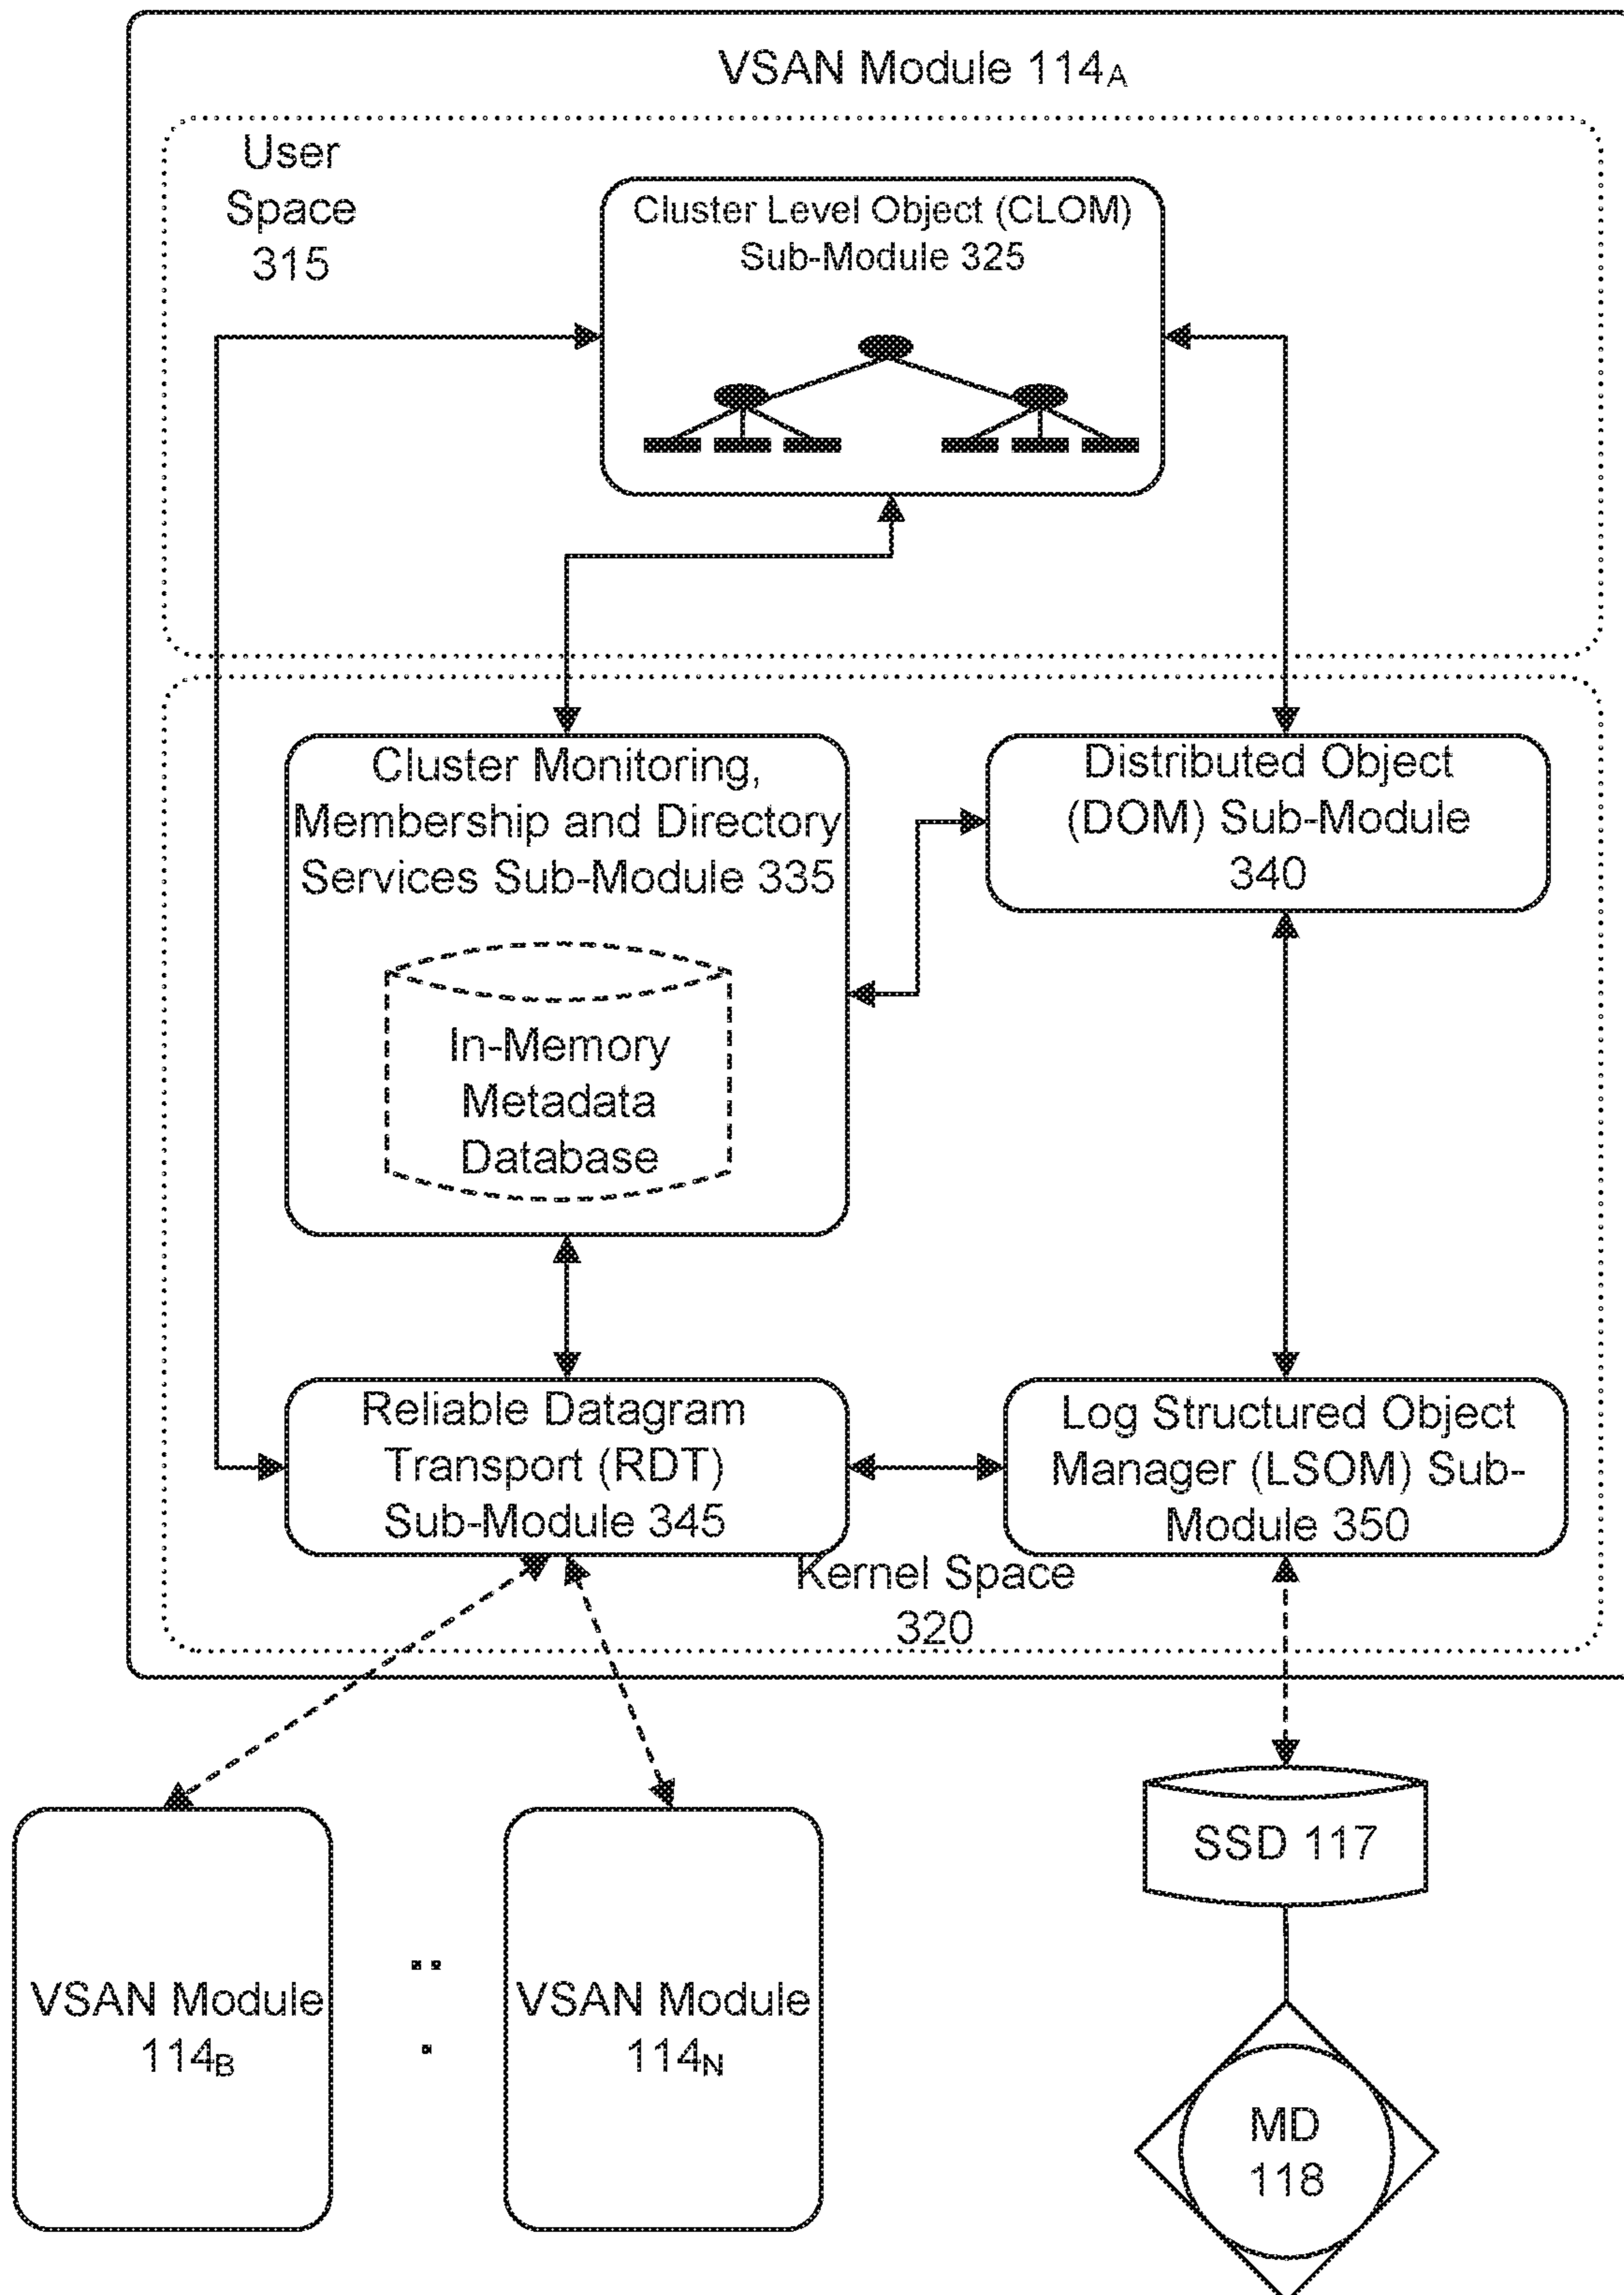 VSAN Module 114A
User
Space
315
Cluster Level Object (CLOM)
Sub-Module 325
Cluster Monitoring,
Membership and Directory
Services Sub-Module 335
In-Memory
Metadata
Database
Distributed Object
(DOM) Sub-Module
340
Reliable Datagram
Transport (RDT)
Sub-Module 345
Log Structured Object
Manager (LSOM) Sub-
Module 350
Kernel Space
320
VSAN Module
114B
..
.
VSAN Module
114N
SSD 117
MD
118